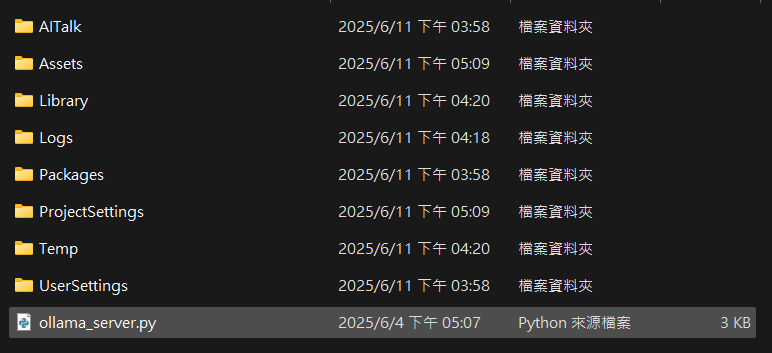 AITalk 2025/6/11 下午 03:58 檔案資料夾
Assets 2025/6/11 下午 05:09 檔案資料夾
Library 2025/6/11 下午 04:20 檔案資料夾
Logs 2025/6/11 下午 04:18 檔案資料夾
Packages 2025/6/11 下午 03:58 檔案資料夾
ProjectSettings 2025/6/11 下午 05:09 檔案資料夾
Temp 2025/6/11 下午 04:20 檔案資料夾
UserSettings 2025/6/11 下午 03:58 檔案資料夾
ollama_server.py 2025/6/4 下午 05:07 Python 來源檔案 3 KB